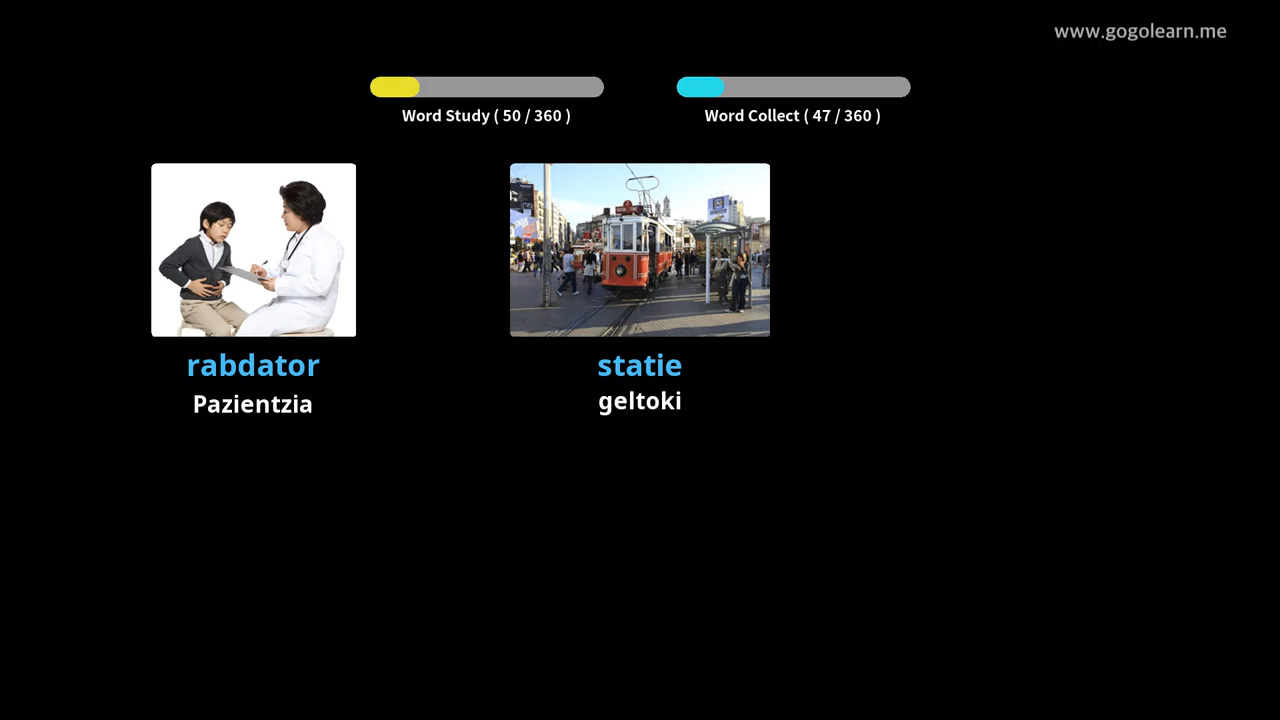 www.gogolearn.me
Word Study ( 50 / 360 )
Word Collect ( 47 / 360 )
rabdator
Pazientzia
statie
geltoki